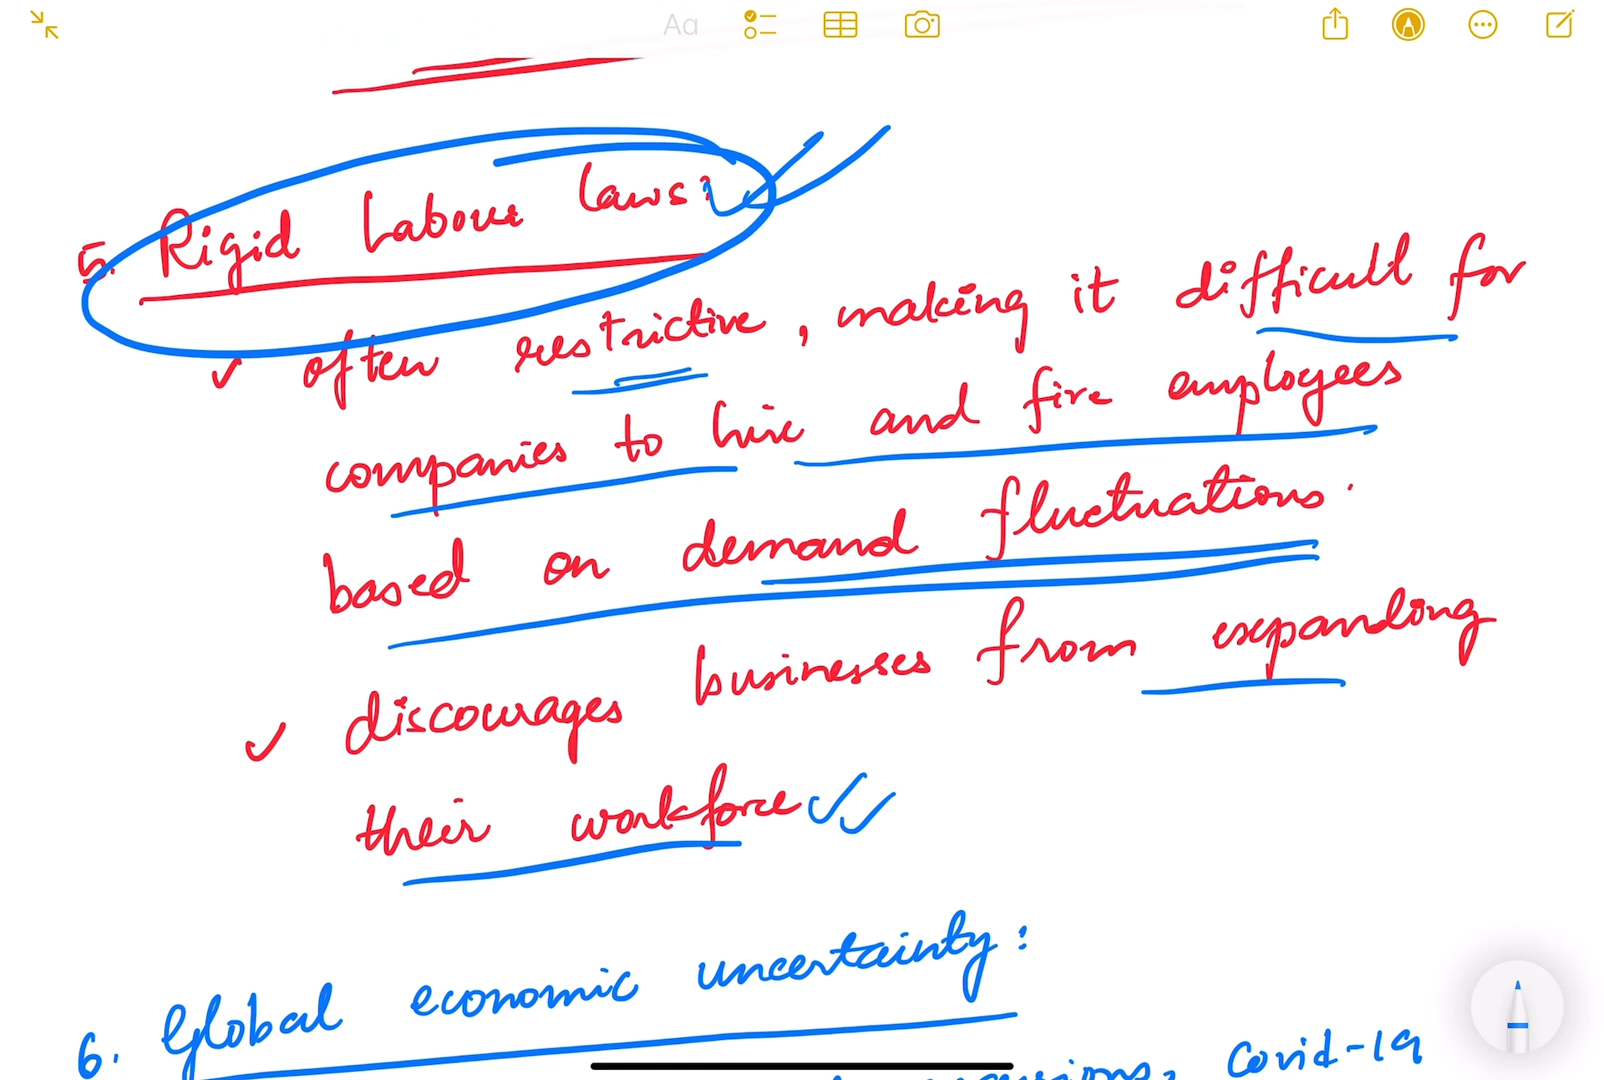 Aa
5. Rigid Labour laws:
often restrictive, making it difficult for
companies to hire and fire employees
based on demand fluctuations.
discourages businesses from expanding
their workforce
6. Global economic uncertainty:
Covid-19